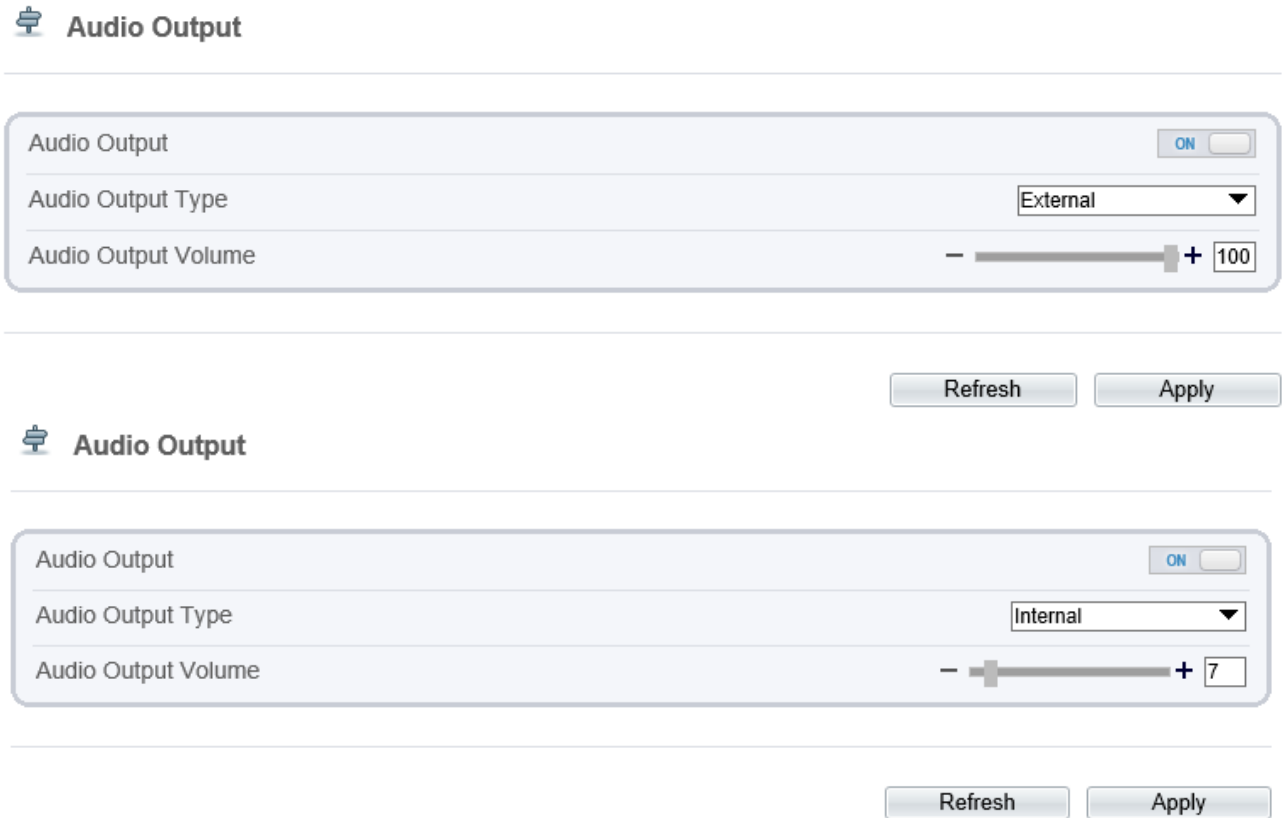 Audio Output
Audio Output ON
Audio Output Type External
Audio Output Volume − + 100
Refresh Apply
Audio Output
Audio Output ON
Audio Output Type Internal
Audio Output Volume − + 7
Refresh Apply